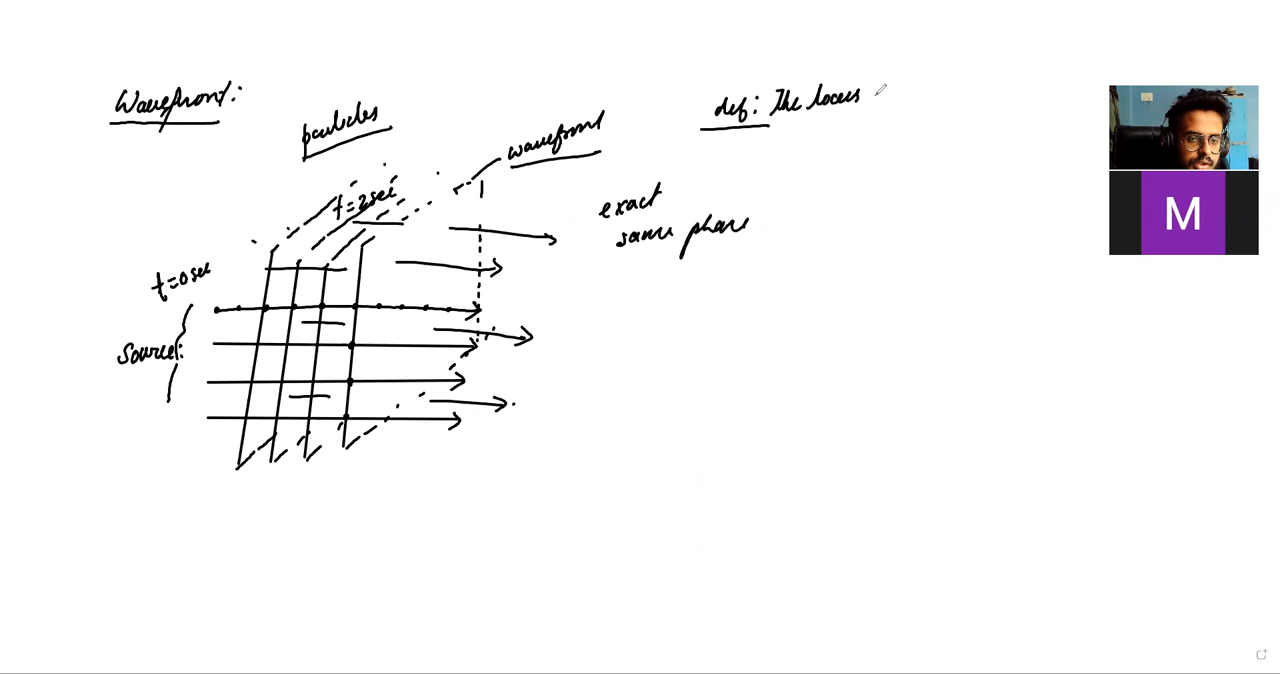 Wavefront:
particles
wavefront
t=2sec
exact
same phase
t=0sec
Source:
def: The locus
M